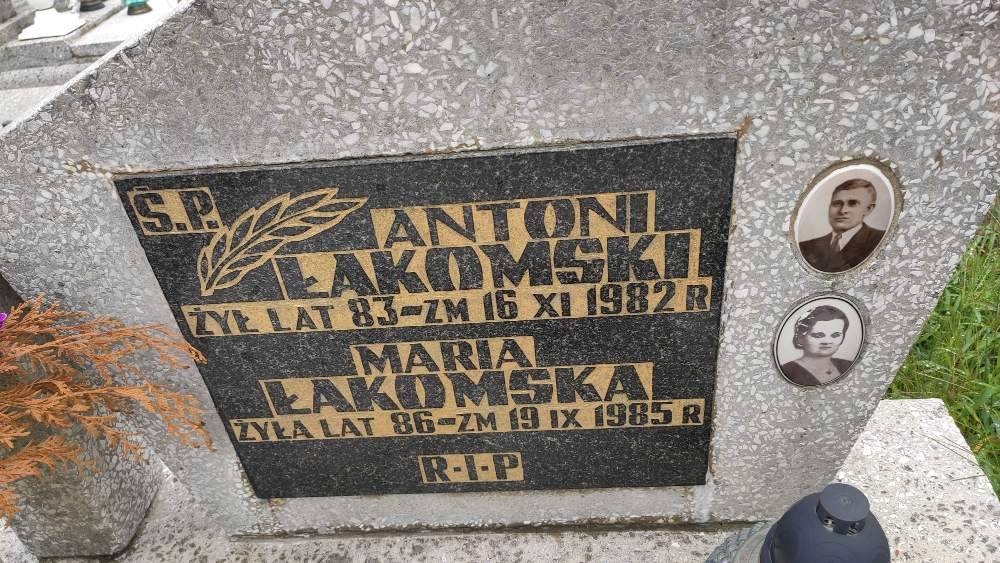 Ś.P. ANTONI
ŁAKOMSKI
ŻYŁ LAT 83-ZM 16 XI 1982 R
MARIA
ŁAKOMSKA
ŻYŁA LAT 86-ZM 19 IX 1985 R
R·I·P